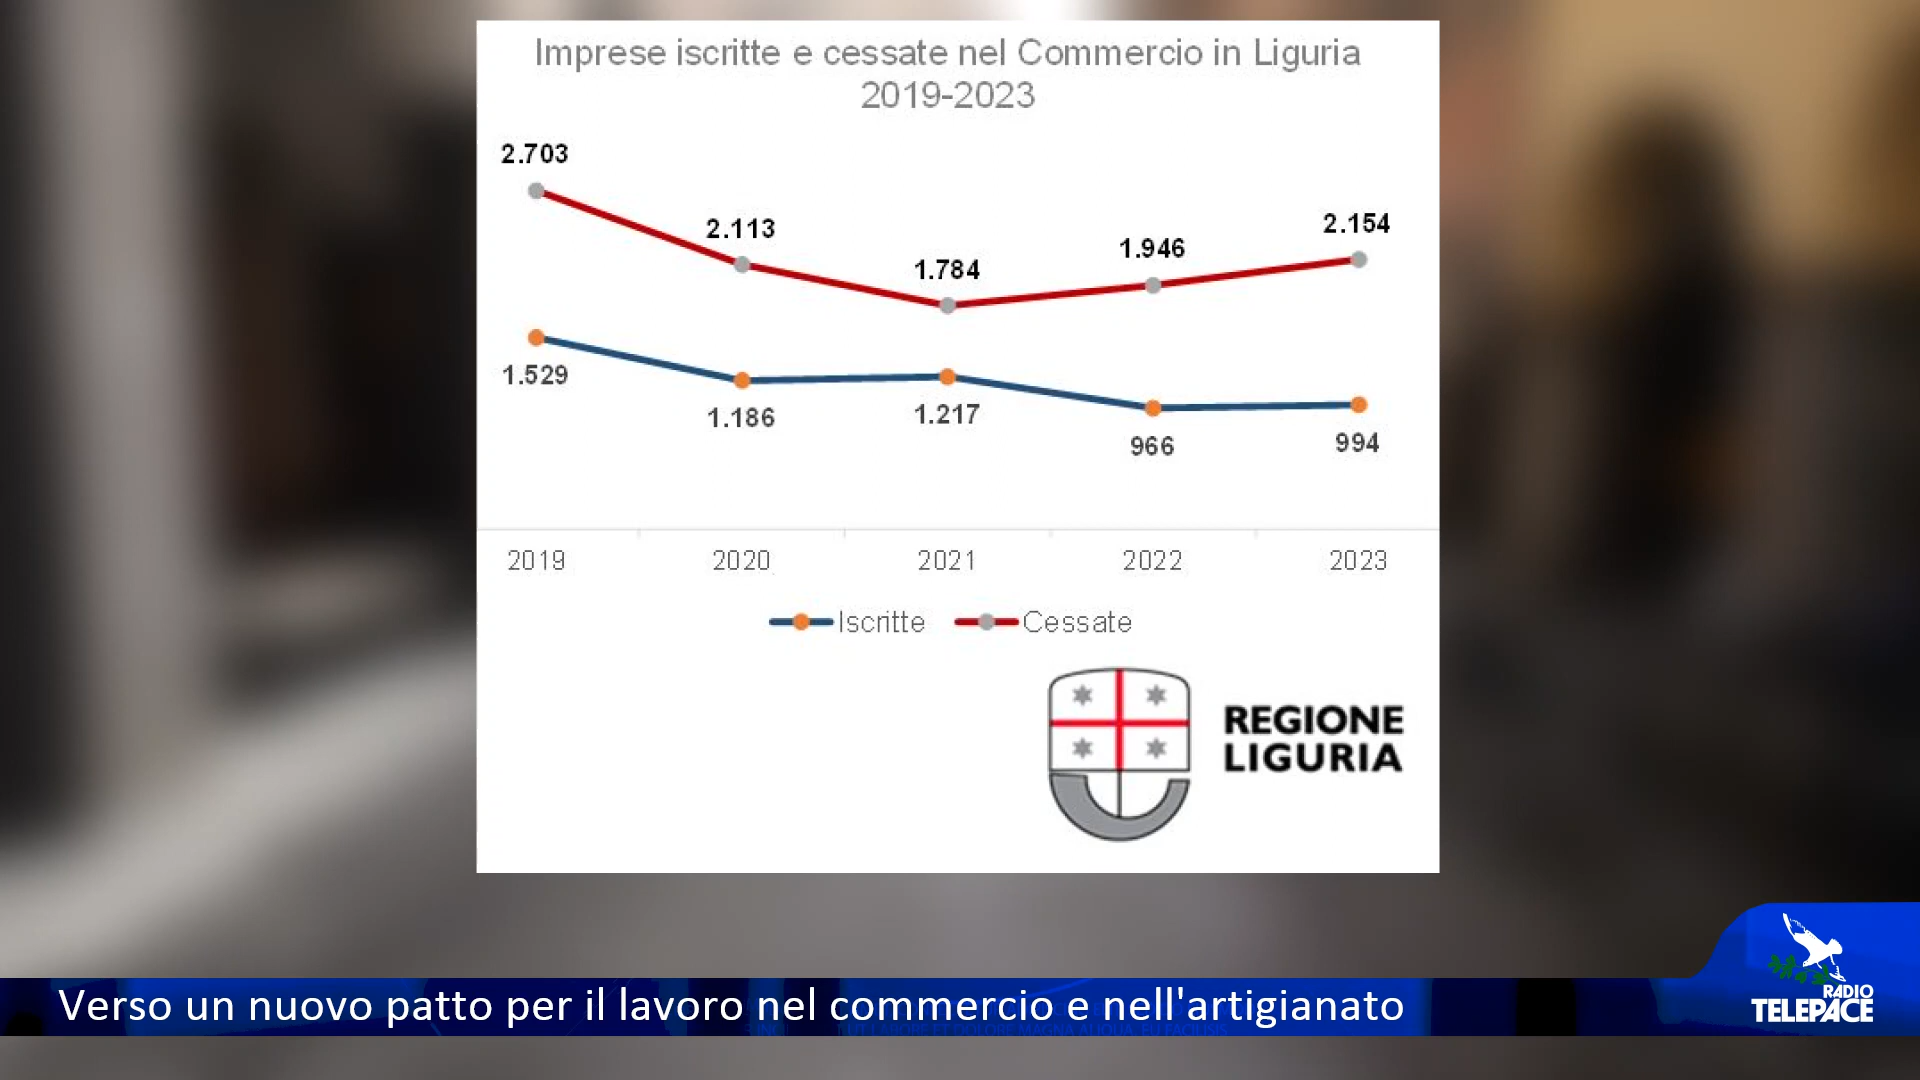 Imprese iscritte e cessate nel Commercio in Liguria
2019-2023
2.703
2.113
1.784
1.946
2.154
1.529
1.186
1.217
966
994
2019
2020
2021
2022
2023
Iscritte
Cessate
REGIONE
LIGURIA
Verso un nuovo patto per il lavoro nel commercio e nell'artigianato
RADIO
TELEPACE